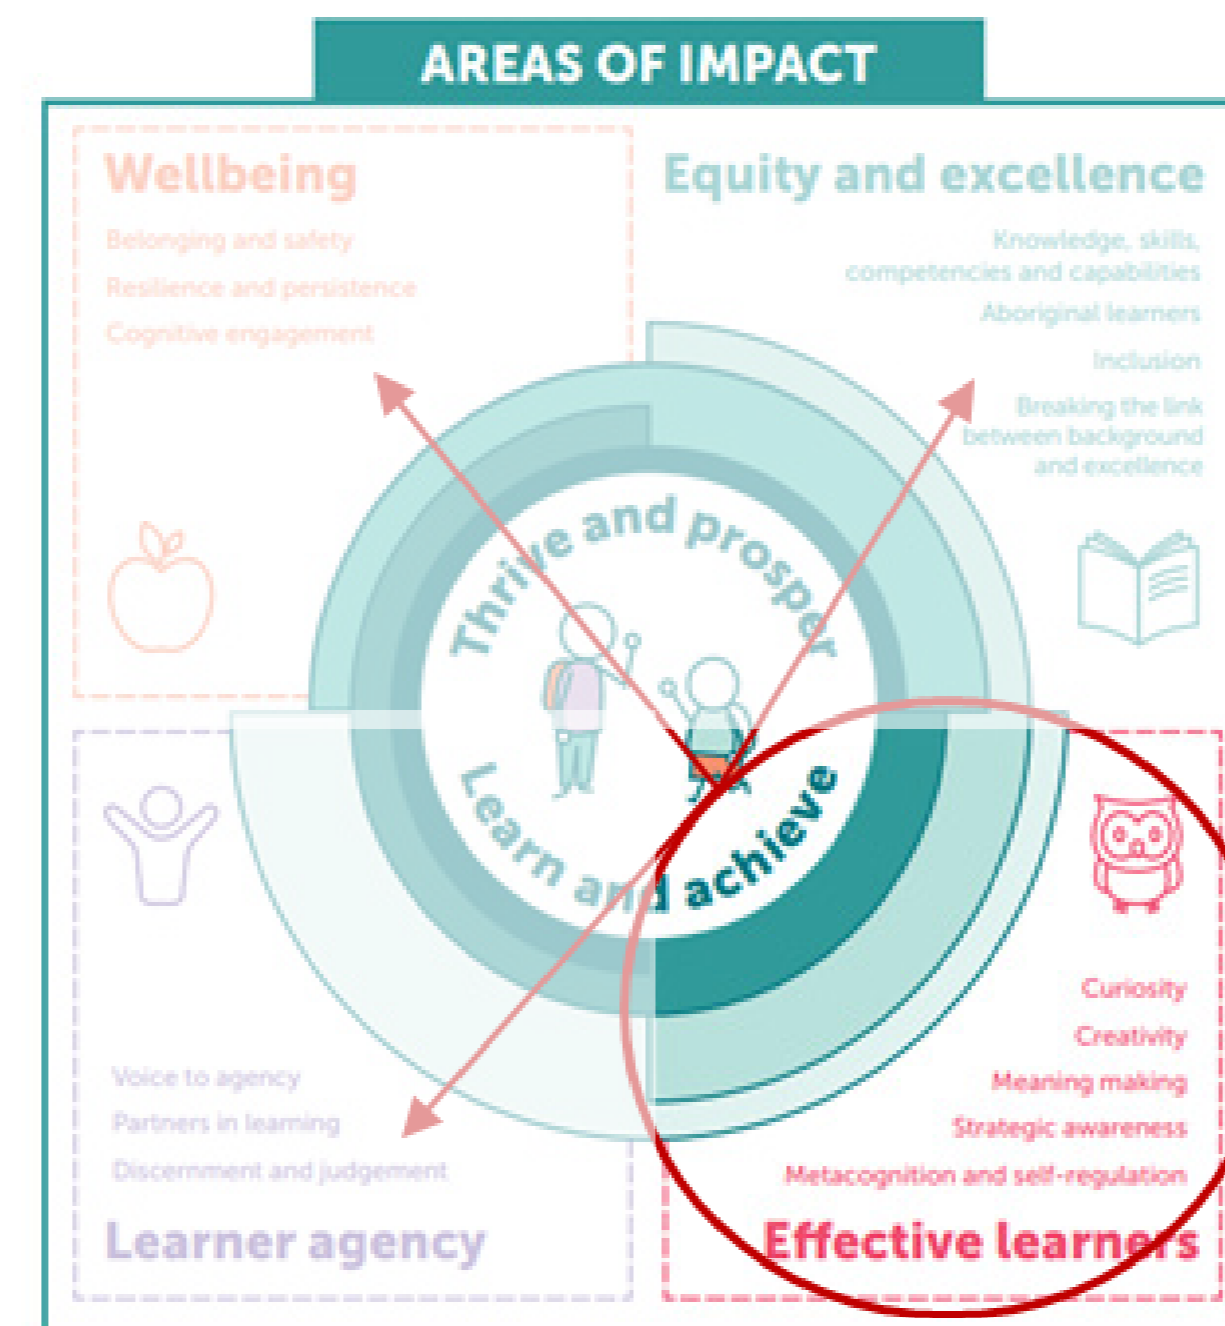 AREAS OF IMPACT
Wellbeing
Belonging and safety
Resilience and persistence
Cognitive engagement
Equity and excellence
Knowledge, skills,
competencies and capabilities
Aboriginal learners
Inclusion
Breaking the link
between background
and excellence
Thrive and prosper
Learn and achieve
Voice to agency
Partners in learning
Discernment and judgement
Learner agency
Curiosity
Creativity
Meaning making
Strategic awareness
Metacognition and self-regulation
Effective learners